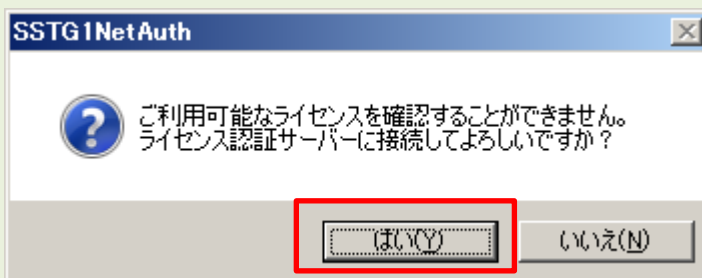 SSTG1NetAuth
ご利用可能なライセンスを確認することができません。
ライセンス認証サーバーに接続してよろしいですか？
はい(Y)
いいえ(N)